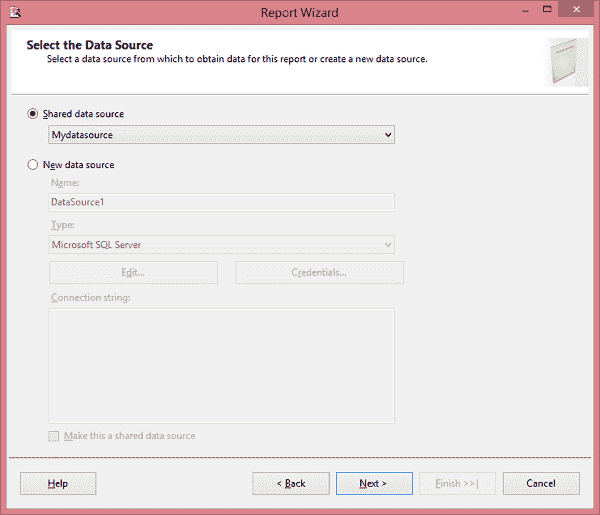 Report Wizard
Select the Data Source
Select a data source from which to obtain data for this report or create a new data source.
Shared data source
Mydatasource
New data source
Name:
DataSource1
Type:
Microsoft SQL Server
Edit... Credentials...
Connection string:
Make this a shared data source
Help < Back Next > Finish >>| Cancel